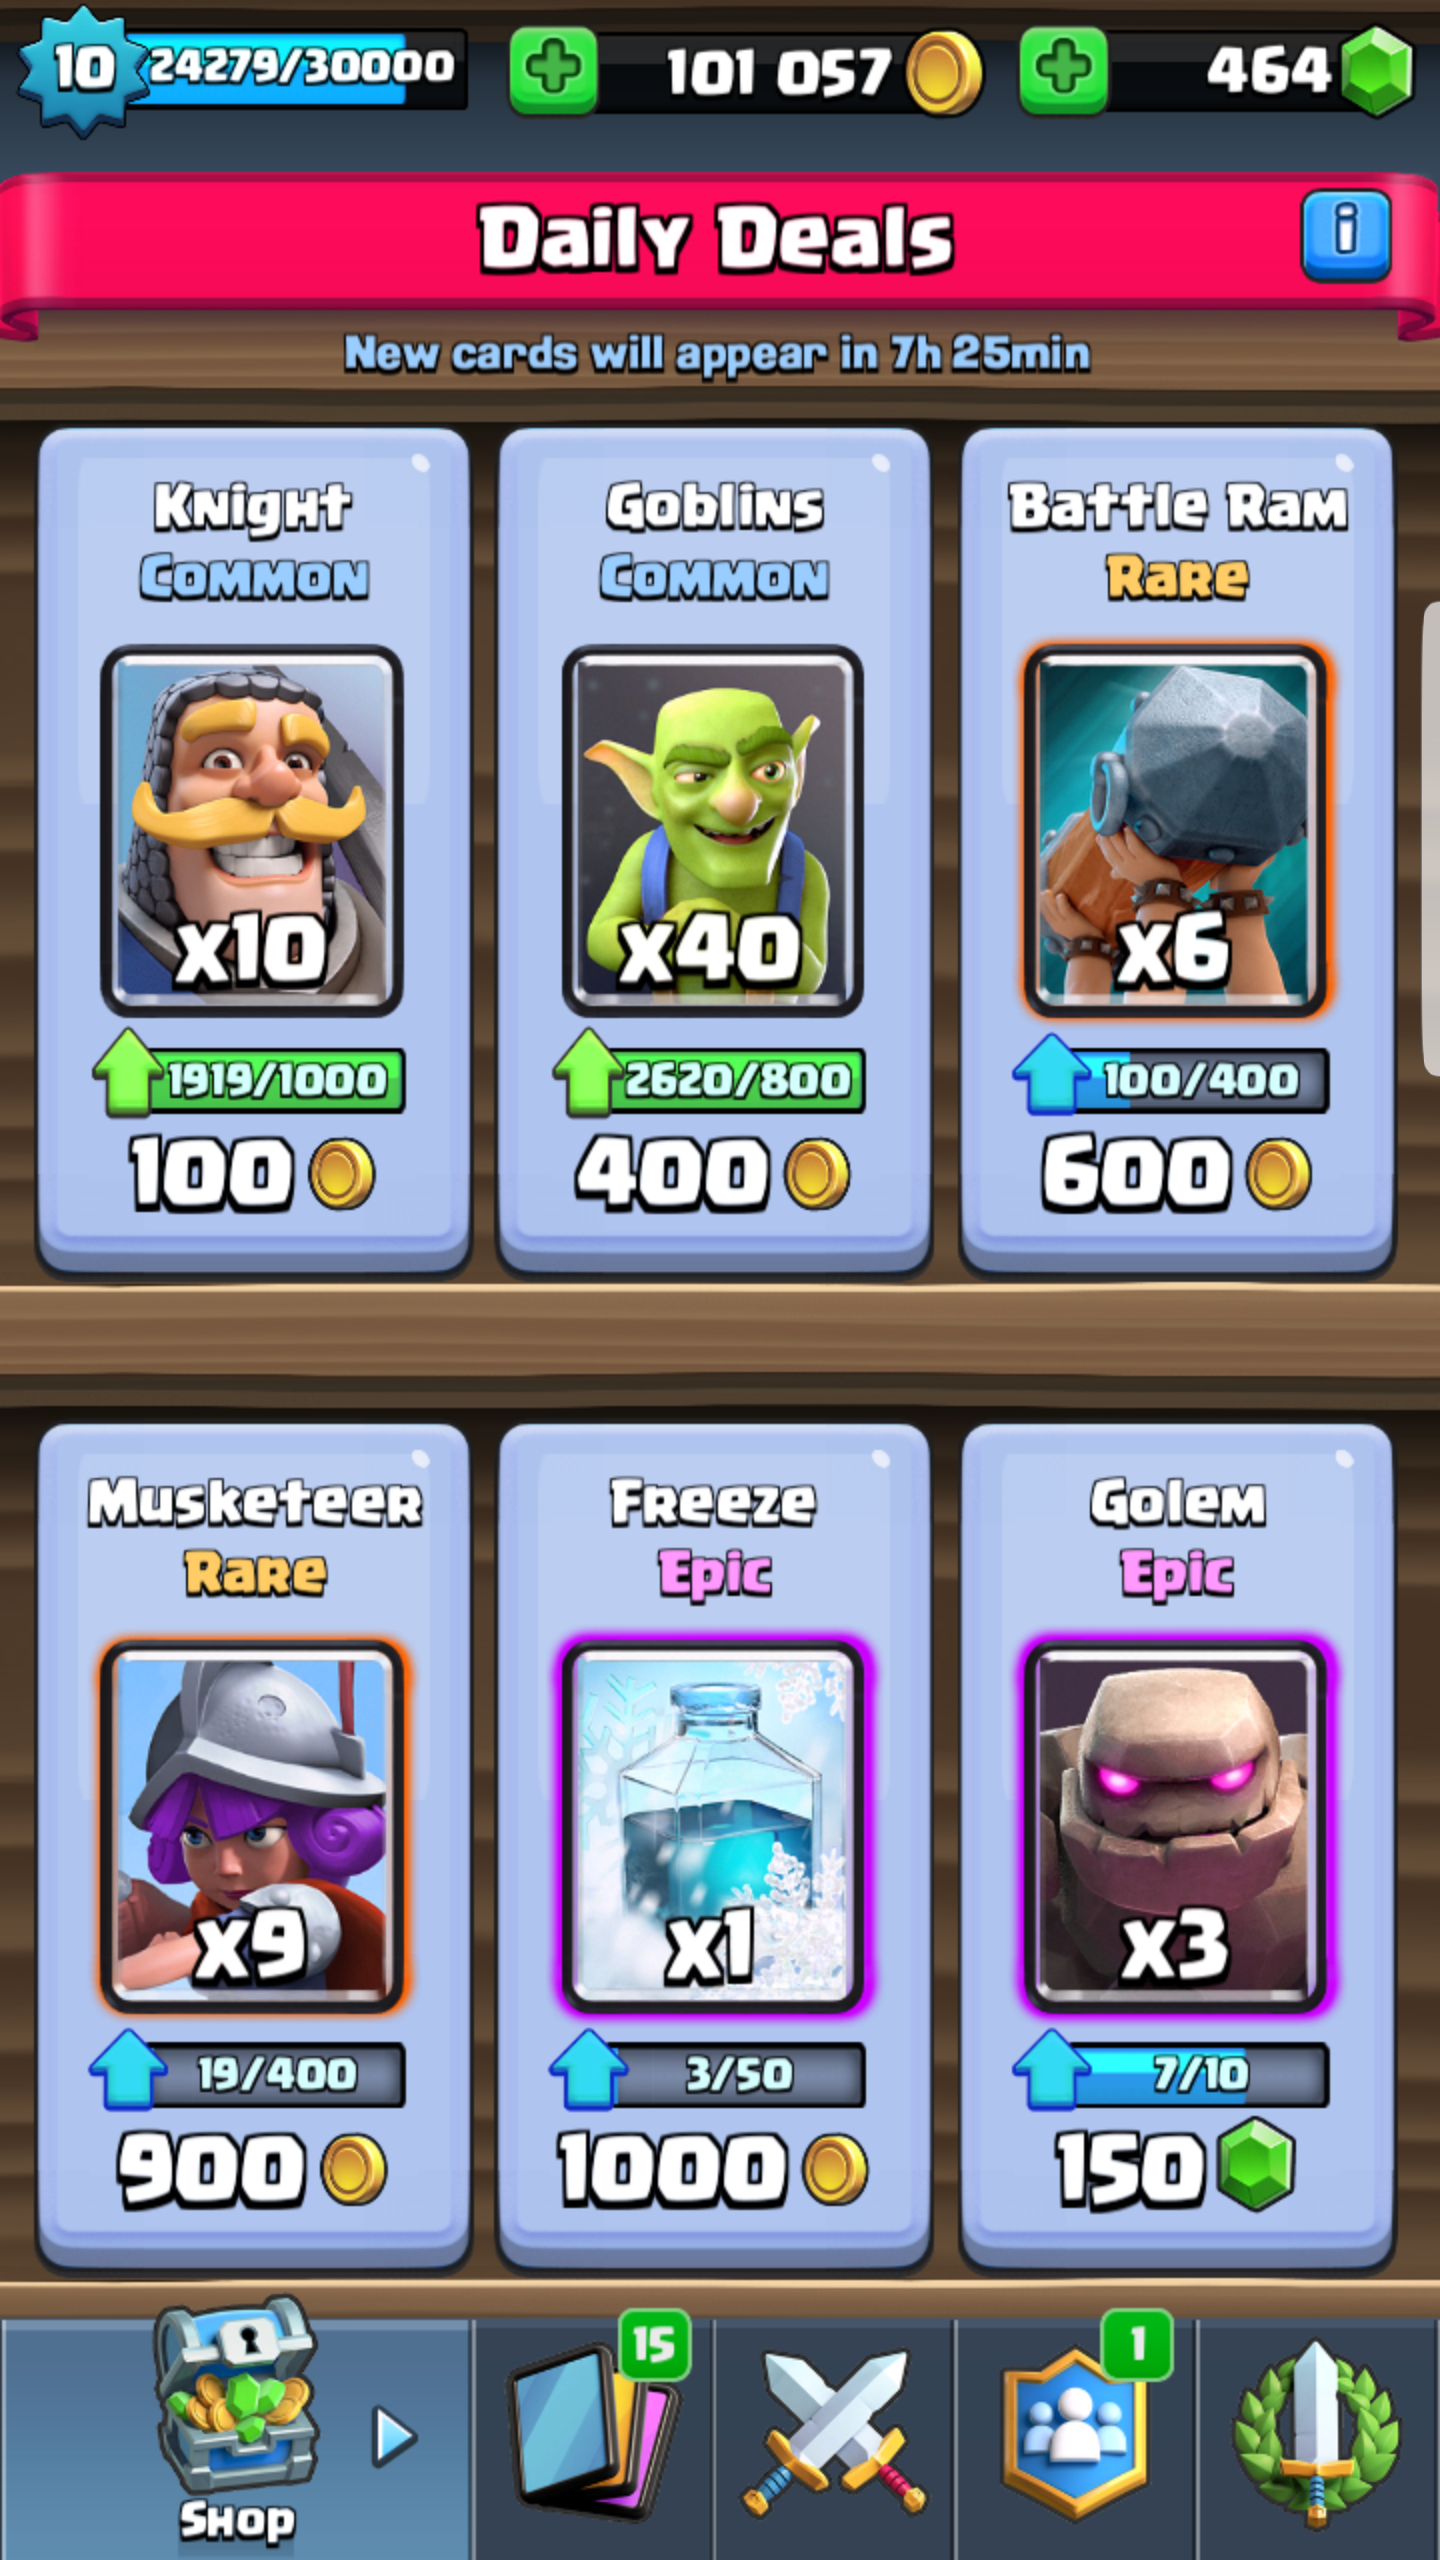 10 24279/30000 101 057 464
Daily Deals i
New cards will appear in 7h 25min
Knight
Common
x10
1919/1000
100
Goblins
Common
x40
2620/800
400
Battle Ram
Rare
x6
100/400
600
Musketeer
Rare
x9
19/400
900
Freeze
Epic
x1
3/50
1000
Golem
Epic
x3
7/10
150
Shop
15
1